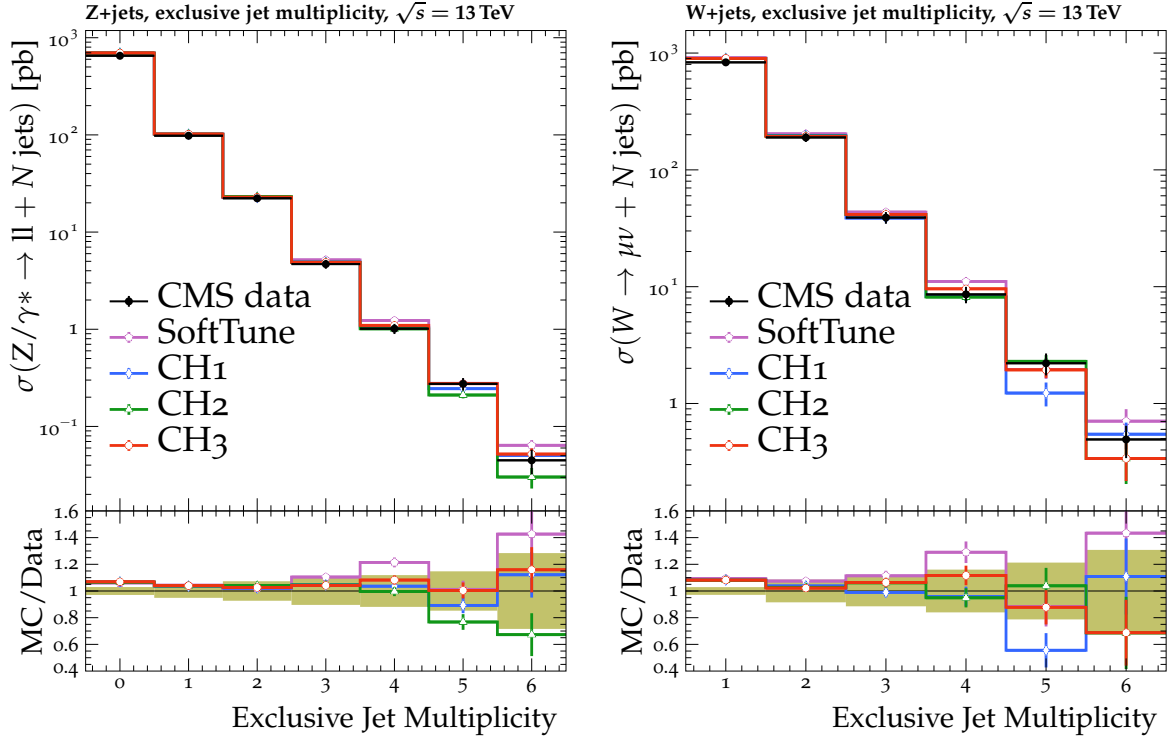 Z+jets, exclusive jet multiplicity, √s = 13 TeV
σ(Z/γ* → ll + N jets) [pb]
10³
10²
10¹
1
10⁻¹
CMS data
SoftTune
CH1
CH2
CH3
MC/Data
1.6
1.4
1.2
1
0.8
0.6
0.4
0 1 2 3 4 5 6
Exclusive Jet Multiplicity
W+jets, exclusive jet multiplicity, √s = 13 TeV
σ(W → μν + N jets) [pb]
10³
10²
10¹
1
CMS data
SoftTune
CH1
CH2
CH3
MC/Data
1.6
1.4
1.2
1
0.8
0.6
0.4
1 2 3 4 5 6
Exclusive Jet Multiplicity